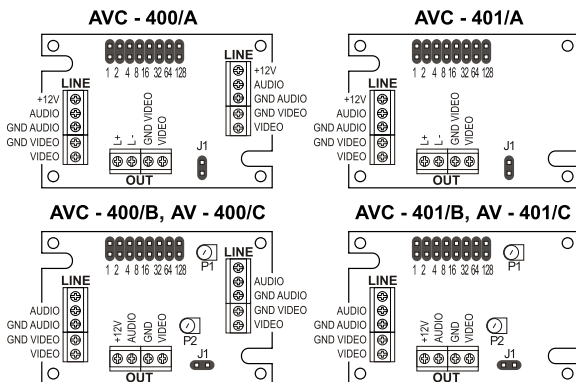 AVC - 400/A
LINE
+12V
AUDIO
GND AUDIO
GND VIDEO
VIDEO
1 2 4 8 16 32 64 128
L+
L-
GND VIDEO
VIDEO
OUT
J1
LINE
+12V
AUDIO
GND AUDIO
GND VIDEO
VIDEO
AVC - 401/A
LINE
+12V
AUDIO
GND AUDIO
GND VIDEO
VIDEO
1 2 4 8 16 32 64 128
L+
L-
GND VIDEO
VIDEO
OUT
J1
AVC - 400/B, AV - 400/C
LINE
AUDIO
GND AUDIO
GND VIDEO
VIDEO
1 2 4 8 16 32 64 128
P1
+12V
AUDIO
GND
VIDEO
OUT
P2
J1
LINE
AUDIO
GND AUDIO
GND VIDEO
VIDEO
AVC - 401/B, AV - 401/C
LINE
AUDIO
GND AUDIO
GND VIDEO
VIDEO
1 2 4 8 16 32 64 128
P1
+12V
AUDIO
GND
VIDEO
OUT
P2
J1